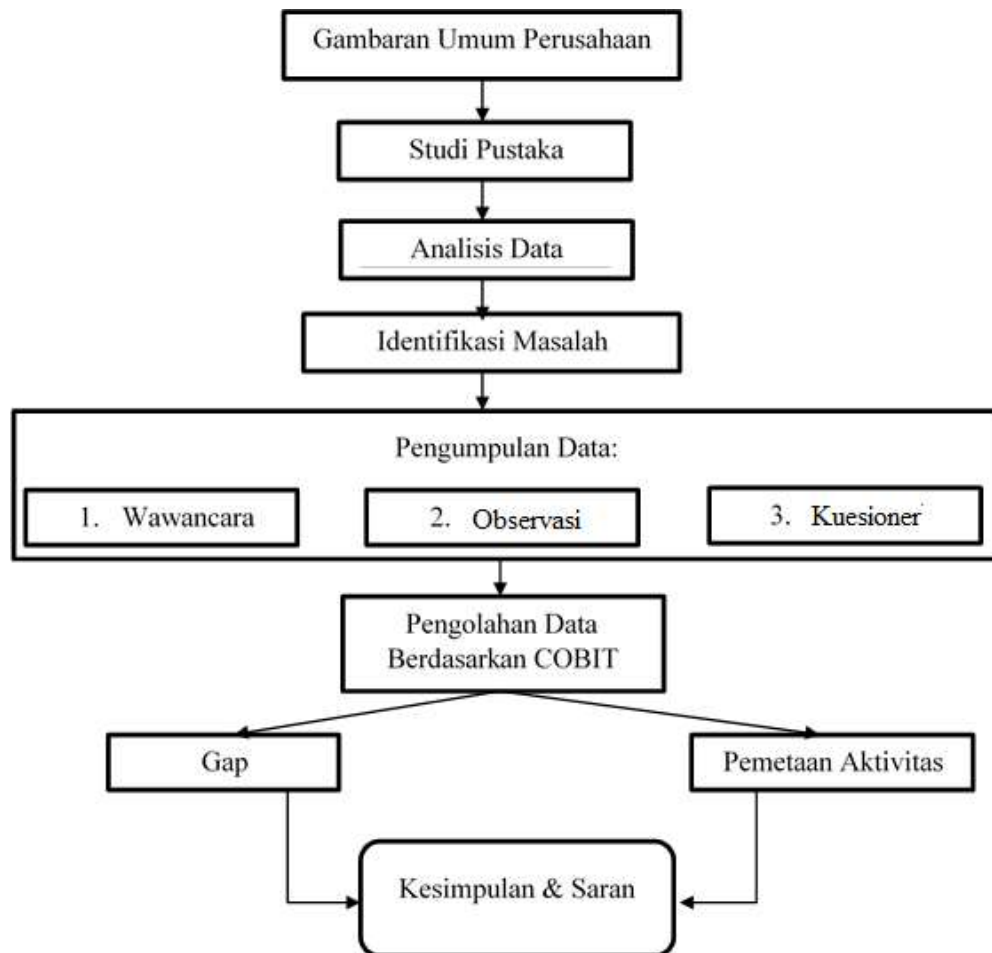 Gambaran Umum Perusahaan
Studi Pustaka
Analisis Data
Identifikasi Masalah
Pengumpulan Data:
1. Wawancara
2. Observasi
3. Kuesioner
Pengolahan Data
Berdasarkan COBIT
Gap
Pemetaan Aktivitas
Kesimpulan & Saran